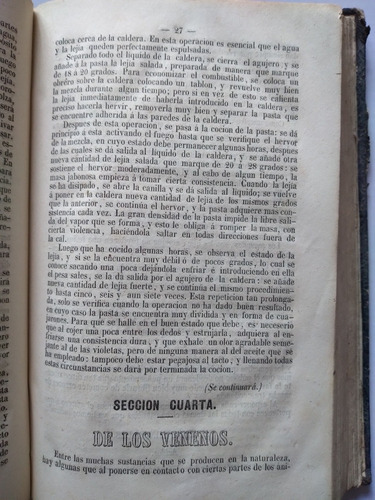 — 27 —
coloca cerca de la caldera. En esta operacion es esencial que el agua
y la lejia queden perfectamente espulsadas.
Separado todo el líquido de la caldera, se cierra el agujero y se
añade á la pasta la lejia salada, preparada de manera que marque
de 18 á 20 grados. Para economizar el combustible, se coloca un
hervidor sobre la caldera colocando un tablon, y revuelve muy bien
la mezcla durante algun tiempo; pero si en vez de esto se calienta
la lejia inmediatamente de haberla introducido en la caldera, es
preciso hacerla hervir, removerla muy bien y separar la pasta que
se encuentre adherida á las paredes de la caldera.
Despues de esta operacion, se pasa á la cocion de la pasta: se dá
principio á esta activando el fuego hasta que se verifique el hervor
de la mezcla, en cuyo estado debe permanecer algunas horas, despues
de las cuales se dá salida al líquido de la caldera, y se añade otra
nueva cantidad de lejia salada que marque de 20 á 28 grados: se
sostiene el hervor moderadamente, y al cabo de algun tiempo, la
masa jabonosa empieza á tomar cierta consistencia. Cuando la lejia
se ha disipado, se abre la canilla y se da salida al líquido; se vuelve
á poner en la caldera nueva cantidad de lejia de los mismos grados
que la anterior, se continúa el hervor, y la pasta adquiere mas con-
sistencia cada vez. La gran densidad de la pasta impide la libre sali-
da del vapor que se forma, y esto le obliga á romper la masa, con
cierta violencia, haciéndola saltar en todas direcciones fuera de
la cal.
Luego que ha cocido algunas horas, se observa el estado de la
lejia, y si se la encuentra muy débil ó de pocos grados, lo cual se
conoce sacando una poca dejándola enfriar é introduciendo en ella
el pesa sales, se la da salida por el agujero de la caldera: se añade
nueva cantidad de lejia fuerte, y se continúa el mismo procedimien-
to hasta cinco, seis y aun siete veces. Esta repeticion tan prolonga-
da, solo se verifica cuando la operacion no ha dado buen resultado,
en cuyo caso la pasta se encuentra muy dividida y en forma de cua-
jarones. Para que se halle en el buen estado que debe, es necesario
que al cojer una poca entre los dedos y estrujarla, adquiera al en-
friarse una consistencia dura, y que exhale un olor agradable seme-
jante al de las violetas, pero de ninguna manera al del aceite que se
ha empleado: tampoco debe estar pegajosa al tacto, y llenando todas
estas circunstancias se dará por terminada la cocion.
(Se continuará.)
SECCION CUARTA.
DE LOS VENENOS.
Entre las muchas sustancias que se producen en la naturaleza,
hay algunas que al ponerse en contacto con ciertas partes de los ani-